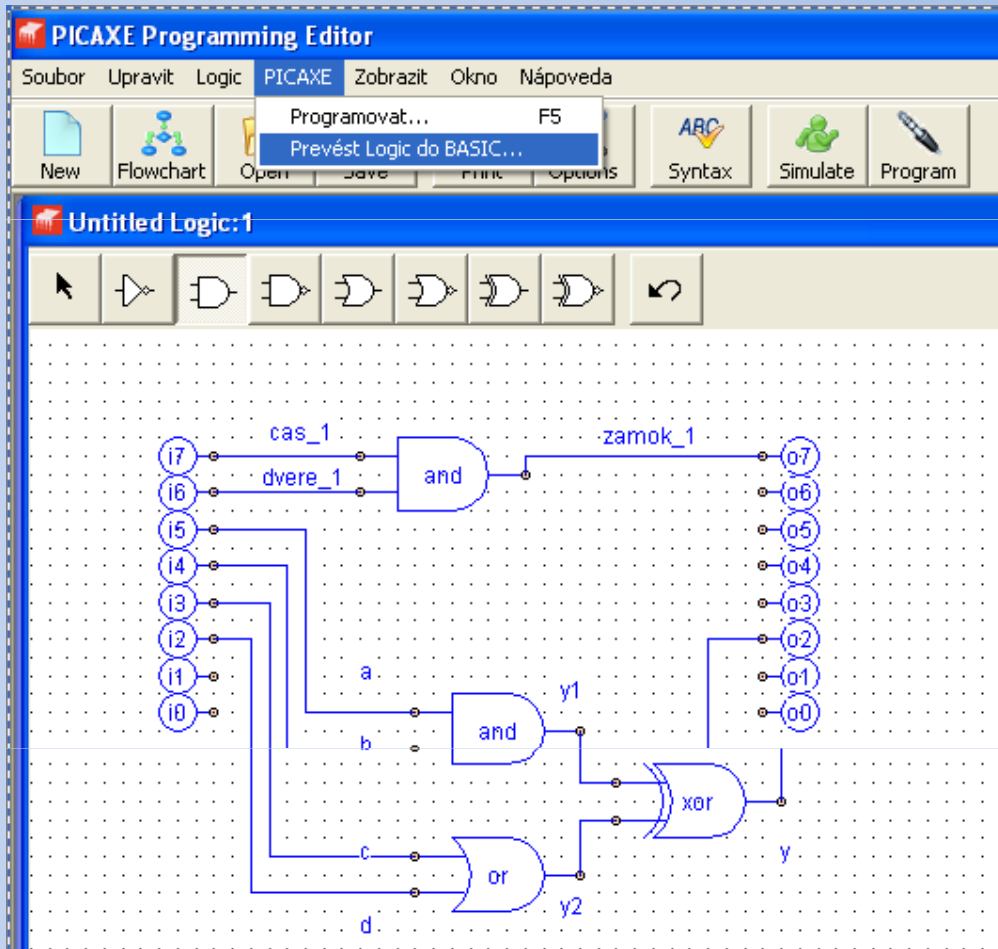 PICAXE Programming Editor
Soubor Upravit Logic PICAXE Zobrazit Okno Nápoveda
Programovat... F5
Prevést Logic do BASIC...
New Flowchart Open Save Print Options ABC Syntax Simulate Program
Untitled Logic:1
cas_1 zamok_1
i7 and o7
dvere_1
i6 o6
i5 o5
i4 o4
i3 o3
i2 o2
a
i1 o1
y1
i0 o0
and
b
xor
c y
or
y2
d